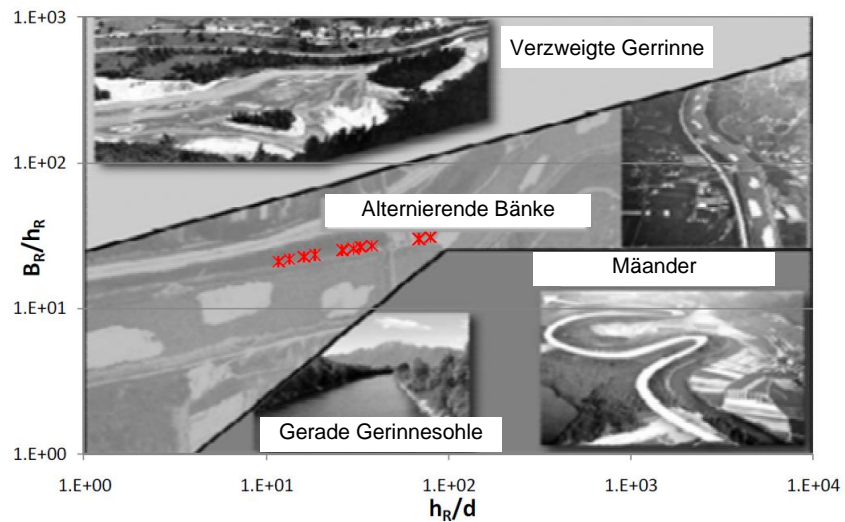 1.E+03
Verzweigte Gerrinne
1.E+02
Alternierende Bänke
B_R/h_R
Mäander
1.E+01
Gerade Gerinnesohle
1.E+00
1.E+00 1.E+01 1.E+02 1.E+03 1.E+04
h_R/d